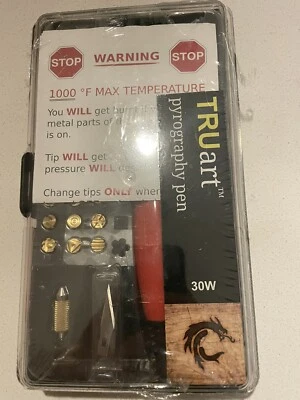 STOP
WARNING
STOP
1000 °F MAX TEMPERATURE
You WILL get burn
metal parts of
is on.
Tip WILL get
pressure WILL
Change tips ONLY when
TRUart™
pyrography pen
30W